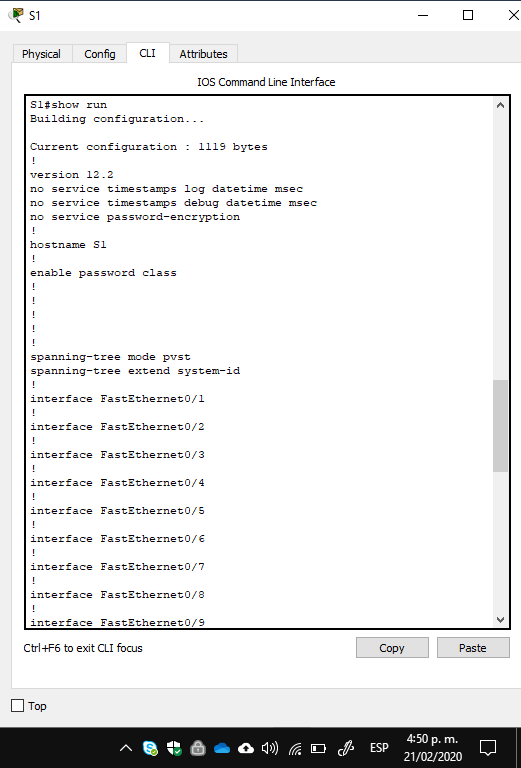 S1
Physical
Config
CLI
Attributes
IOS Command Line Interface
S1#show run
Building configuration...
Current configuration : 1119 bytes
!
version 12.2
no service timestamps log datetime msec
no service timestamps debug datetime msec
no service password-encryption
!
hostname S1
!
enable password class
!
!
!
!
!
spanning-tree mode pvst
spanning-tree extend system-id
!
interface FastEthernet0/1
!
interface FastEthernet0/2
!
interface FastEthernet0/3
!
interface FastEthernet0/4
!
interface FastEthernet0/5
!
interface FastEthernet0/6
!
interface FastEthernet0/7
!
interface FastEthernet0/8
!
interface FastEthernet0/9
Ctrl+F6 to exit CLI focus
Copy
Paste
Top
ESP
4:50 p. m.
21/02/2020